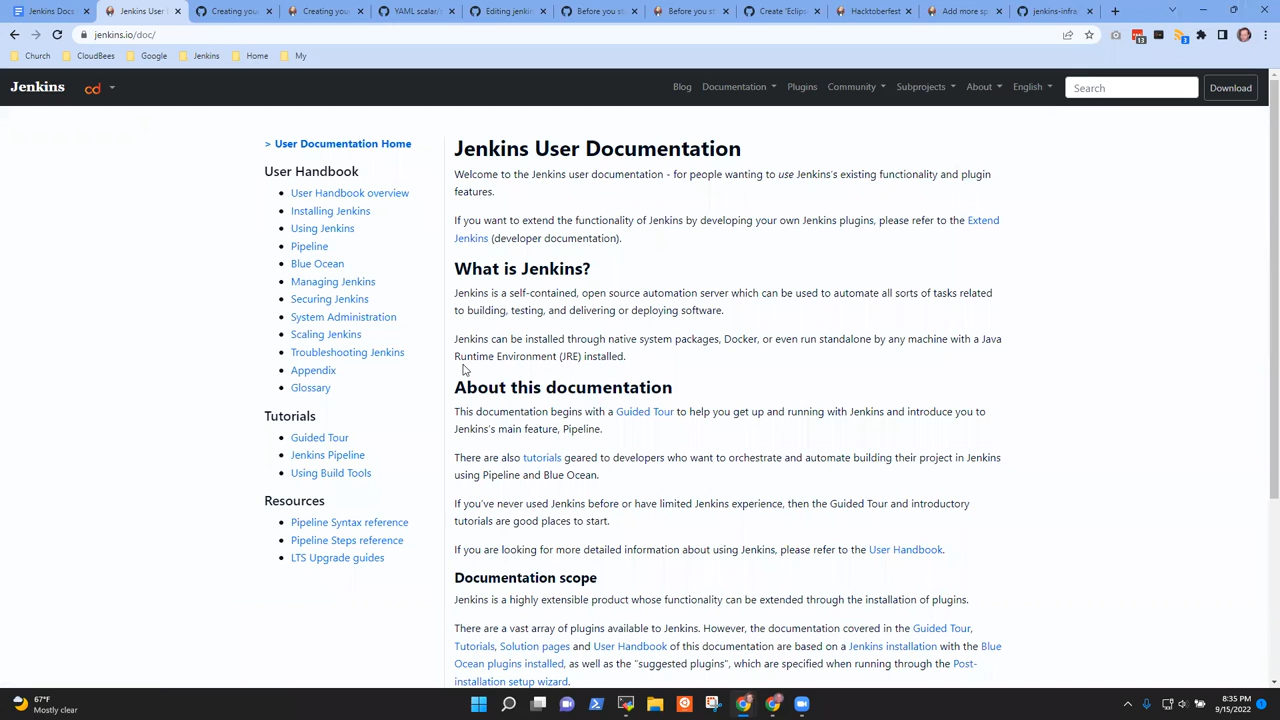 Docs Working
Jenkins User
Creating your
Creating your
YAML scalar/
Editing jenkin
Before you sta
Before you st
Create 'Eclips
Hacktoberfest
Add more sp
jenkins-infra
jenkins.io/doc/
13
3
Church
CloudBees
Google
Jenkins
Home
My
Jenkins
cd
Blog
Documentation
Plugins
Community
Subprojects
About
English
Search
Download
> User Documentation Home
User Handbook
User Handbook overview
Installing Jenkins
Using Jenkins
Pipeline
Blue Ocean
Managing Jenkins
Securing Jenkins
System Administration
Scaling Jenkins
Troubleshooting Jenkins
Appendix
Glossary
Tutorials
Guided Tour
Jenkins Pipeline
Using Build Tools
Resources
Pipeline Syntax reference
Pipeline Steps reference
LTS Upgrade guides
Jenkins User Documentation
Welcome to the Jenkins user documentation - for people wanting to use Jenkins's existing functionality and plugin
features.
If you want to extend the functionality of Jenkins by developing your own Jenkins plugins, please refer to the Extend
Jenkins (developer documentation).
What is Jenkins?
Jenkins is a self-contained, open source automation server which can be used to automate all sorts of tasks related
to building, testing, and delivering or deploying software.
Jenkins can be installed through native system packages, Docker, or even run standalone by any machine with a Java
Runtime Environment (JRE) installed.
About this documentation
This documentation begins with a Guided Tour to help you get up and running with Jenkins and introduce you to
Jenkins's main feature, Pipeline.
There are also tutorials geared to developers who want to orchestrate and automate building their project in Jenkins
using Pipeline and Blue Ocean.
If you've never used Jenkins before or have limited Jenkins experience, then the Guided Tour and introductory
tutorials are good places to start.
If you are looking for more detailed information about using Jenkins, please refer to the User Handbook.
Documentation scope
Jenkins is a highly extensible product whose functionality can be extended through the installation of plugins.
There are a vast array of plugins available to Jenkins. However, the documentation covered in the Guided Tour,
Tutorials, Solution pages and User Handbook of this documentation are based on a Jenkins installation with the Blue
Ocean plugins installed, as well as the "suggested plugins", which are specified when running through the Post-
installation setup wizard.
67°F
Mostly clear
8:35 PM
9/15/2022